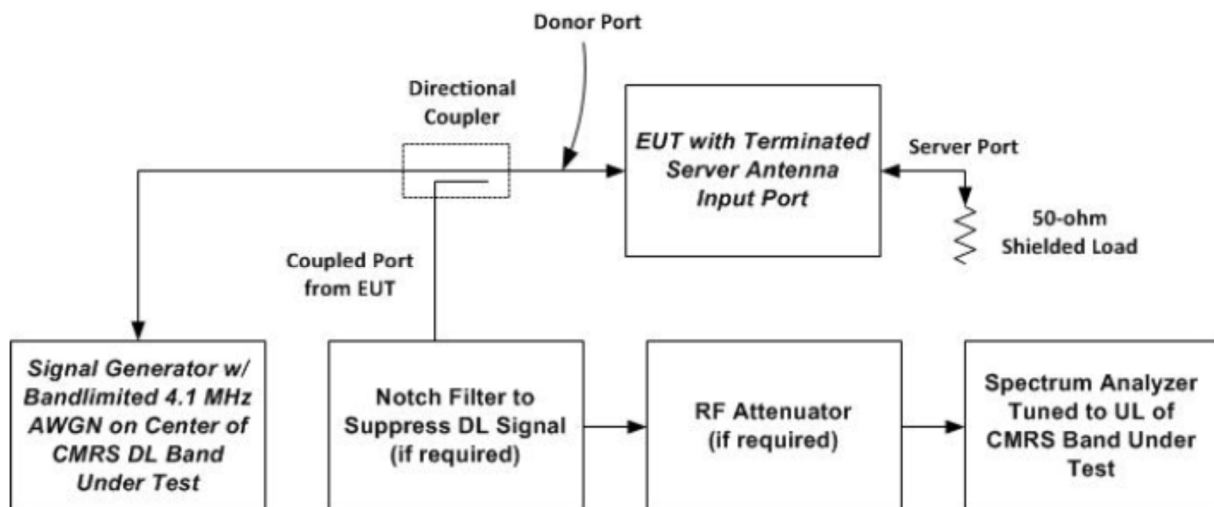 Donor Port
Directional
Coupler
EUT with Terminated
Server Antenna
Input Port
Server Port
50-ohm
Shielded Load
Coupled Port
from EUT
Signal Generator w/
Bandlimited 4.1 MHz
AWGN on Center of
CMRS DL Band
Under Test
Notch Filter to
Suppress DL Signal
(if required)
RF Attenuator
(if required)
Spectrum Analyzer
Tuned to UL of
CMRS Band Under
Test